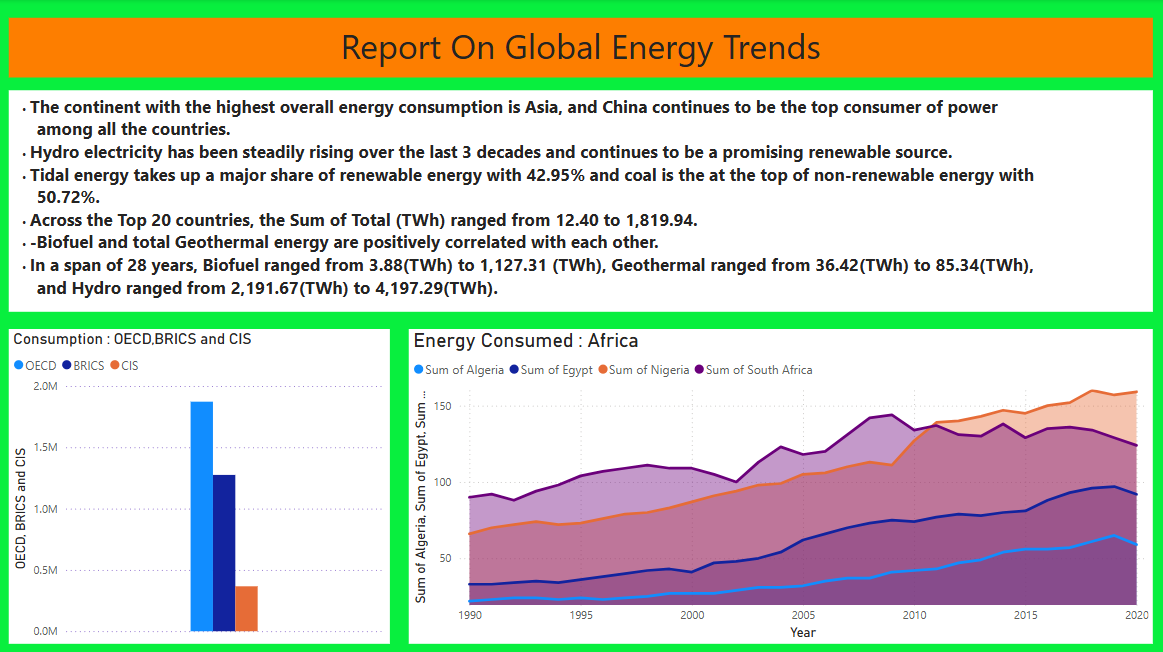 Report On Global Energy Trends
· The continent with the highest overall energy consumption is Asia, and China continues to be the top consumer of power
among all the countries.
· Hydro electricity has been steadily rising over the last 3 decades and continues to be a promising renewable source.
· Tidal energy takes up a major share of renewable energy with 42.95% and coal is the at the top of non-renewable energy with
50.72%.
· Across the Top 20 countries, the Sum of Total (TWh) ranged from 12.40 to 1,819.94.
· -Biofuel and total Geothermal energy are positively correlated with each other.
· In a span of 28 years, Biofuel ranged from 3.88(TWh) to 1,127.31 (TWh), Geothermal ranged from 36.42(TWh) to 85.34(TWh),
and Hydro ranged from 2,191.67(TWh) to 4,197.29(TWh).
Consumption : OECD,BRICS and CIS
OECD BRICS CIS
OECD, BRICS and CIS
2.0M
1.5M
1.0M
0.5M
0.0M
Energy Consumed : Africa
Sum of Algeria Sum of Egypt Sum of Nigeria Sum of South Africa
Sum of Algeria, Sum of Egypt, Sum ...
150
100
50
1990 1995 2000 2005 2010 2015 2020
Year